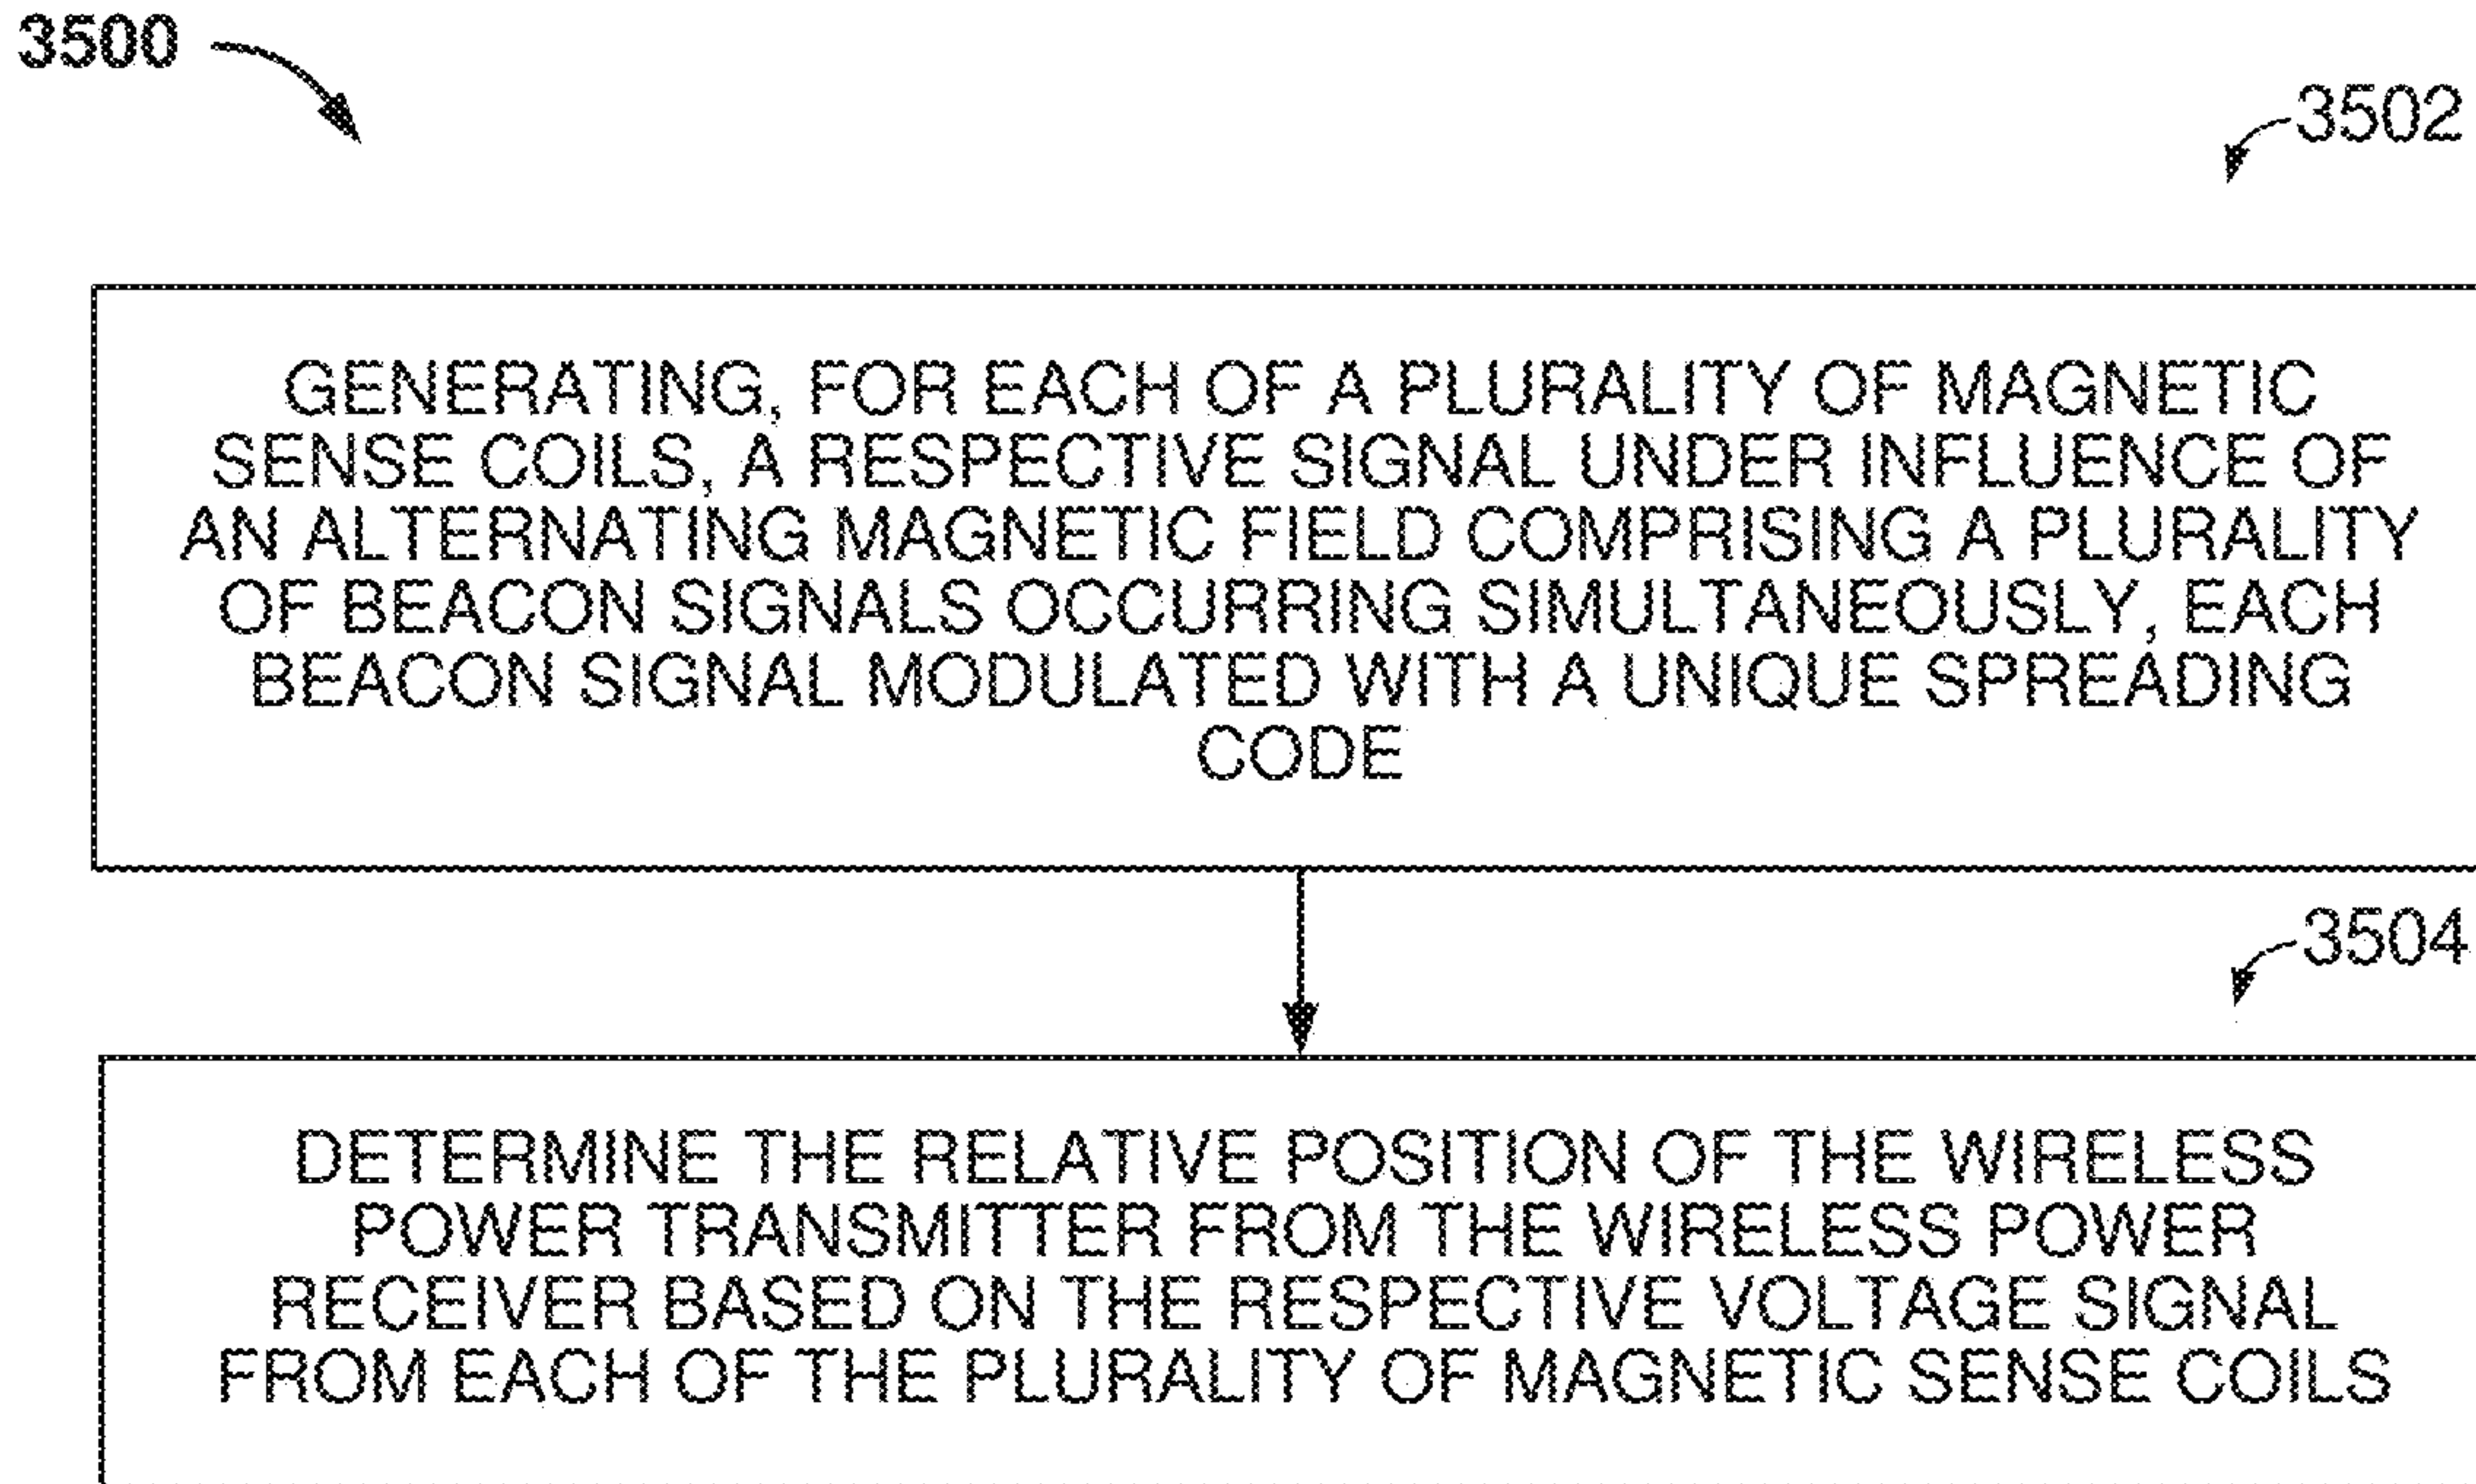 3500
3502
GENERATING, FOR EACH OF A PLURALITY OF MAGNETIC
SENSE COILS, A RESPECTIVE SIGNAL UNDER INFLUENCE OF
AN ALTERNATING MAGNETIC FIELD COMPRISING A PLURALITY
OF BEACON SIGNALS OCCURRING SIMULTANEOUSLY, EACH
BEACON SIGNAL MODULATED WITH A UNIQUE SPREADING
CODE
3504
DETERMINE THE RELATIVE POSITION OF THE WIRELESS
POWER TRANSMITTER FROM THE WIRELESS POWER
RECEIVER BASED ON THE RESPECTIVE VOLTAGE SIGNAL
FROM EACH OF THE PLURALITY OF MAGNETIC SENSE COILS